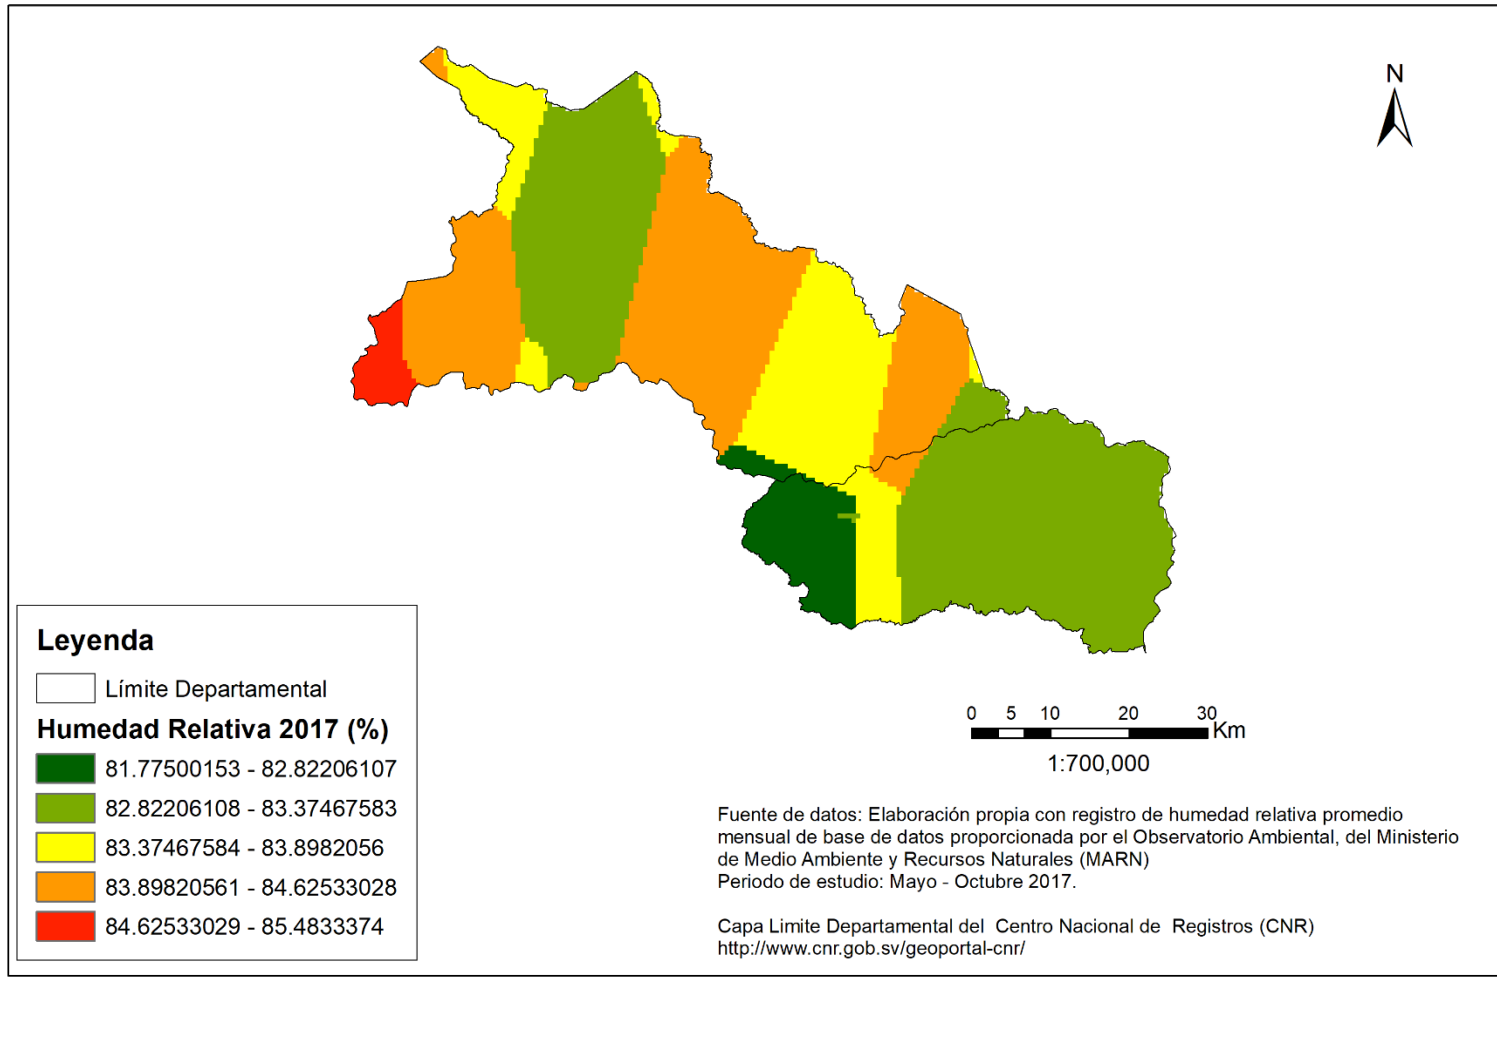 N
Leyenda
Límite Departamental
Humedad Relativa 2017 (%)
81.77500153 - 82.82206107
82.82206108 - 83.37467583
83.37467584 - 83.8982056
83.89820561 - 84.62533028
84.62533029 - 85.4833374
0 5 10 20 30
Km
1:700,000
Fuente de datos: Elaboración propia con registro de humedad relativa promedio
mensual de base de datos proporcionada por el Observatorio Ambiental, del Ministerio
de Medio Ambiente y Recursos Naturales (MARN)
Periodo de estudio: Mayo - Octubre 2017.
Capa Limite Departamental del Centro Nacional de Registros (CNR)
http://www.cnr.gob.sv/geoportal-cnr/